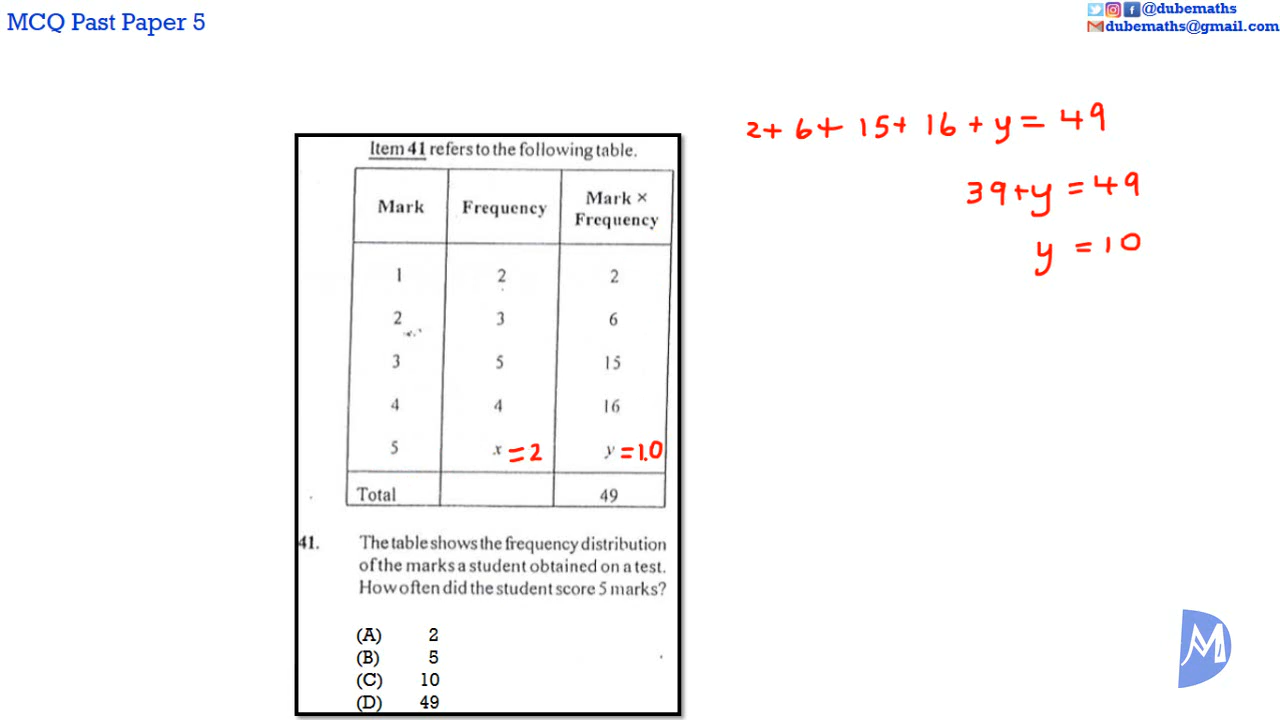 MCQ Past Paper 5
@dubemaths
dubemaths@gmail.com
Item 41 refers to the following table.
Mark Frequency Mark × Frequency
1 2 2
2 3 6
3 5 15
4 4 16
5 x = 2 y = 10
Total 49
41. The table shows the frequency distribution
of the marks a student obtained on a test.
How often did the student score 5 marks?
(A) 2
(B) 5
(C) 10
(D) 49
2 + 6 + 15 + 16 + y = 49
39 + y = 49
y = 10